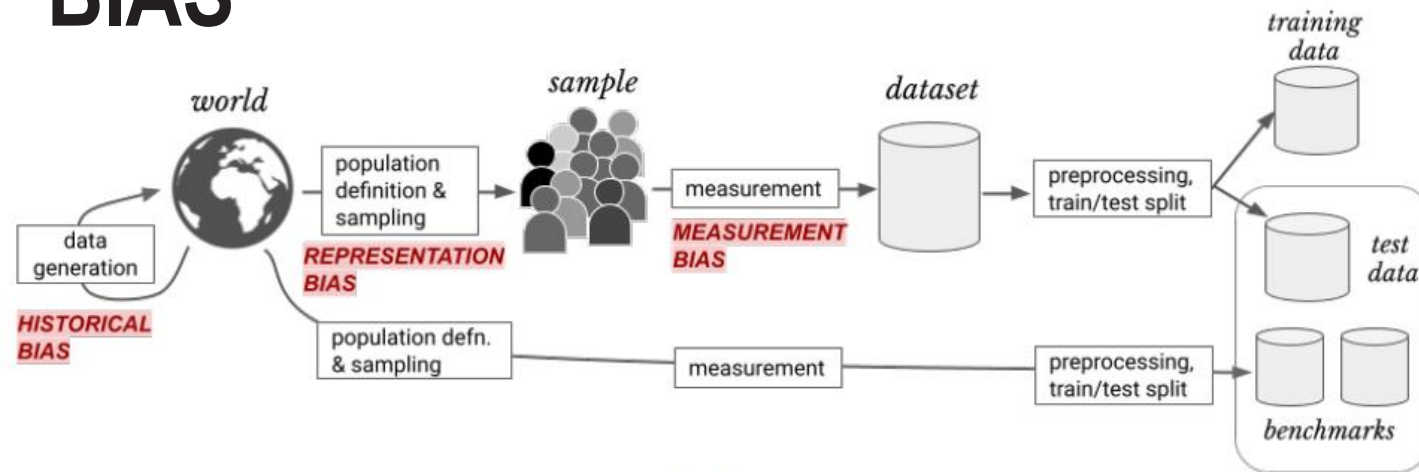 BIAS
training
data
world
sample
dataset
population
definition &
sampling
measurement
preprocessing,
train/test split
data
generation
REPRESENTATION
BIAS
MEASUREMENT
BIAS
test
data
HISTORICAL
BIAS
population defn.
& sampling
measurement
preprocessing,
train/test split
benchmarks